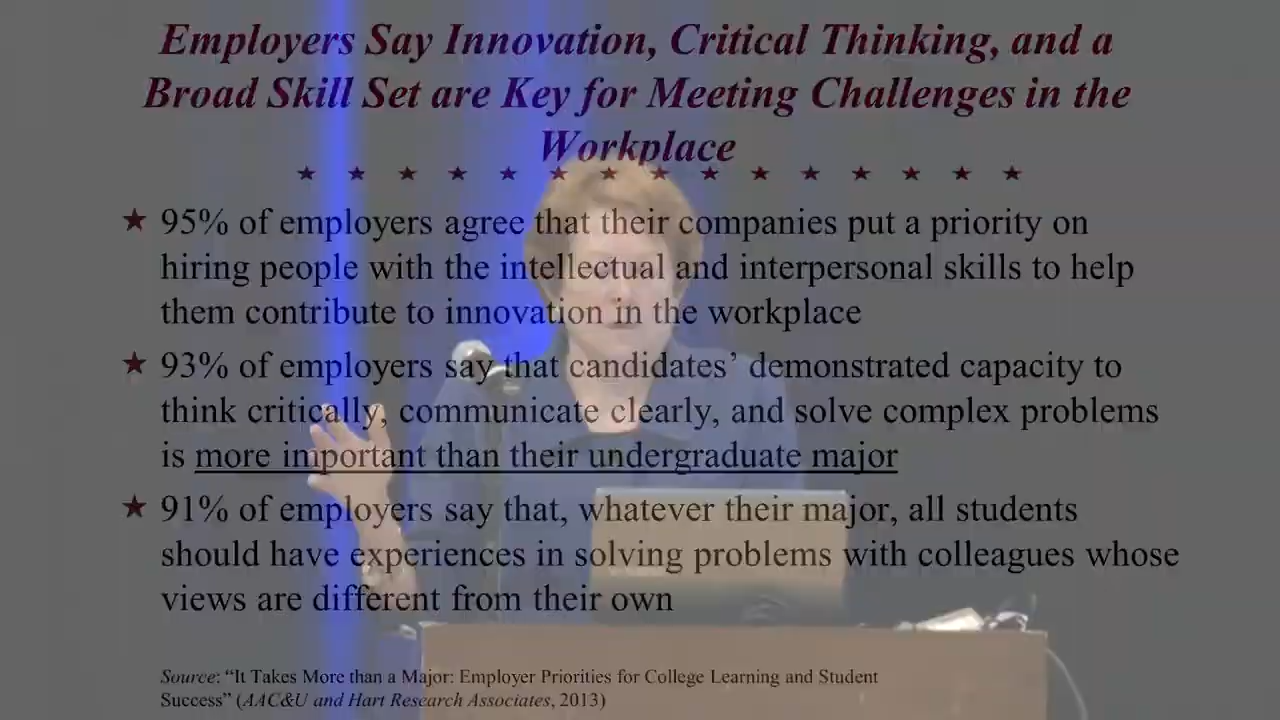 Employers Say Innovation, Critical Thinking, and a
Broad Skill Set are Key for Meeting Challenges in the
Workplace
95% of employers agree that their companies put a priority on
hiring people with the intellectual and interpersonal skills to help
them contribute to innovation in the workplace
93% of employers say that candidates’ demonstrated capacity to
think critically, communicate clearly, and solve complex problems
is more important than their undergraduate major
91% of employers say that, whatever their major, all students
should have experiences in solving problems with colleagues whose
views are different from their own
Source: “It Takes More than a Major: Employer Priorities for College Learning and Student
Success” (AAC&U and Hart Research Associates, 2013)